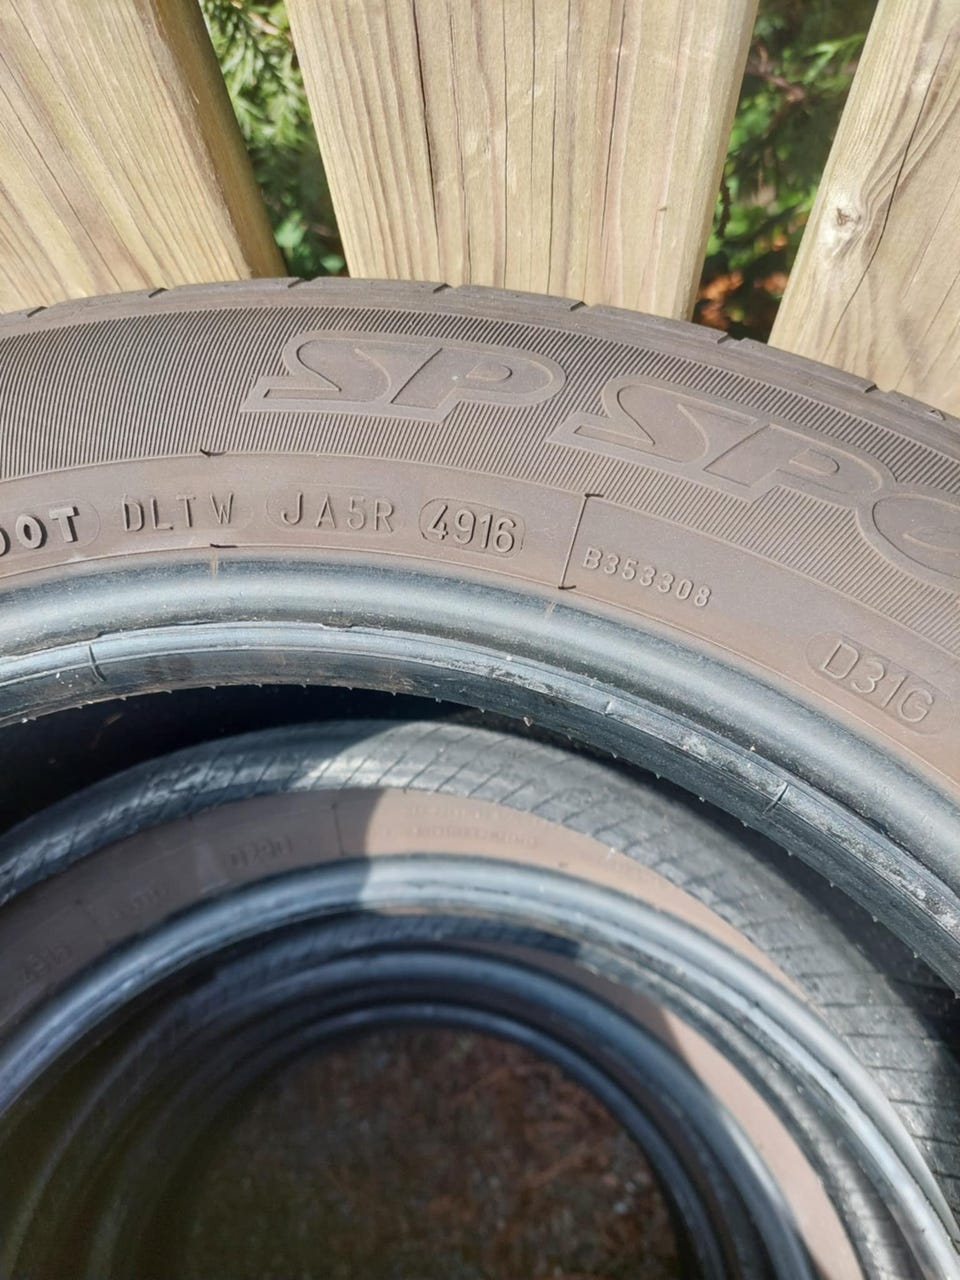 SP SPO
DOT DLTW JA5R 4916
B353308
D31G